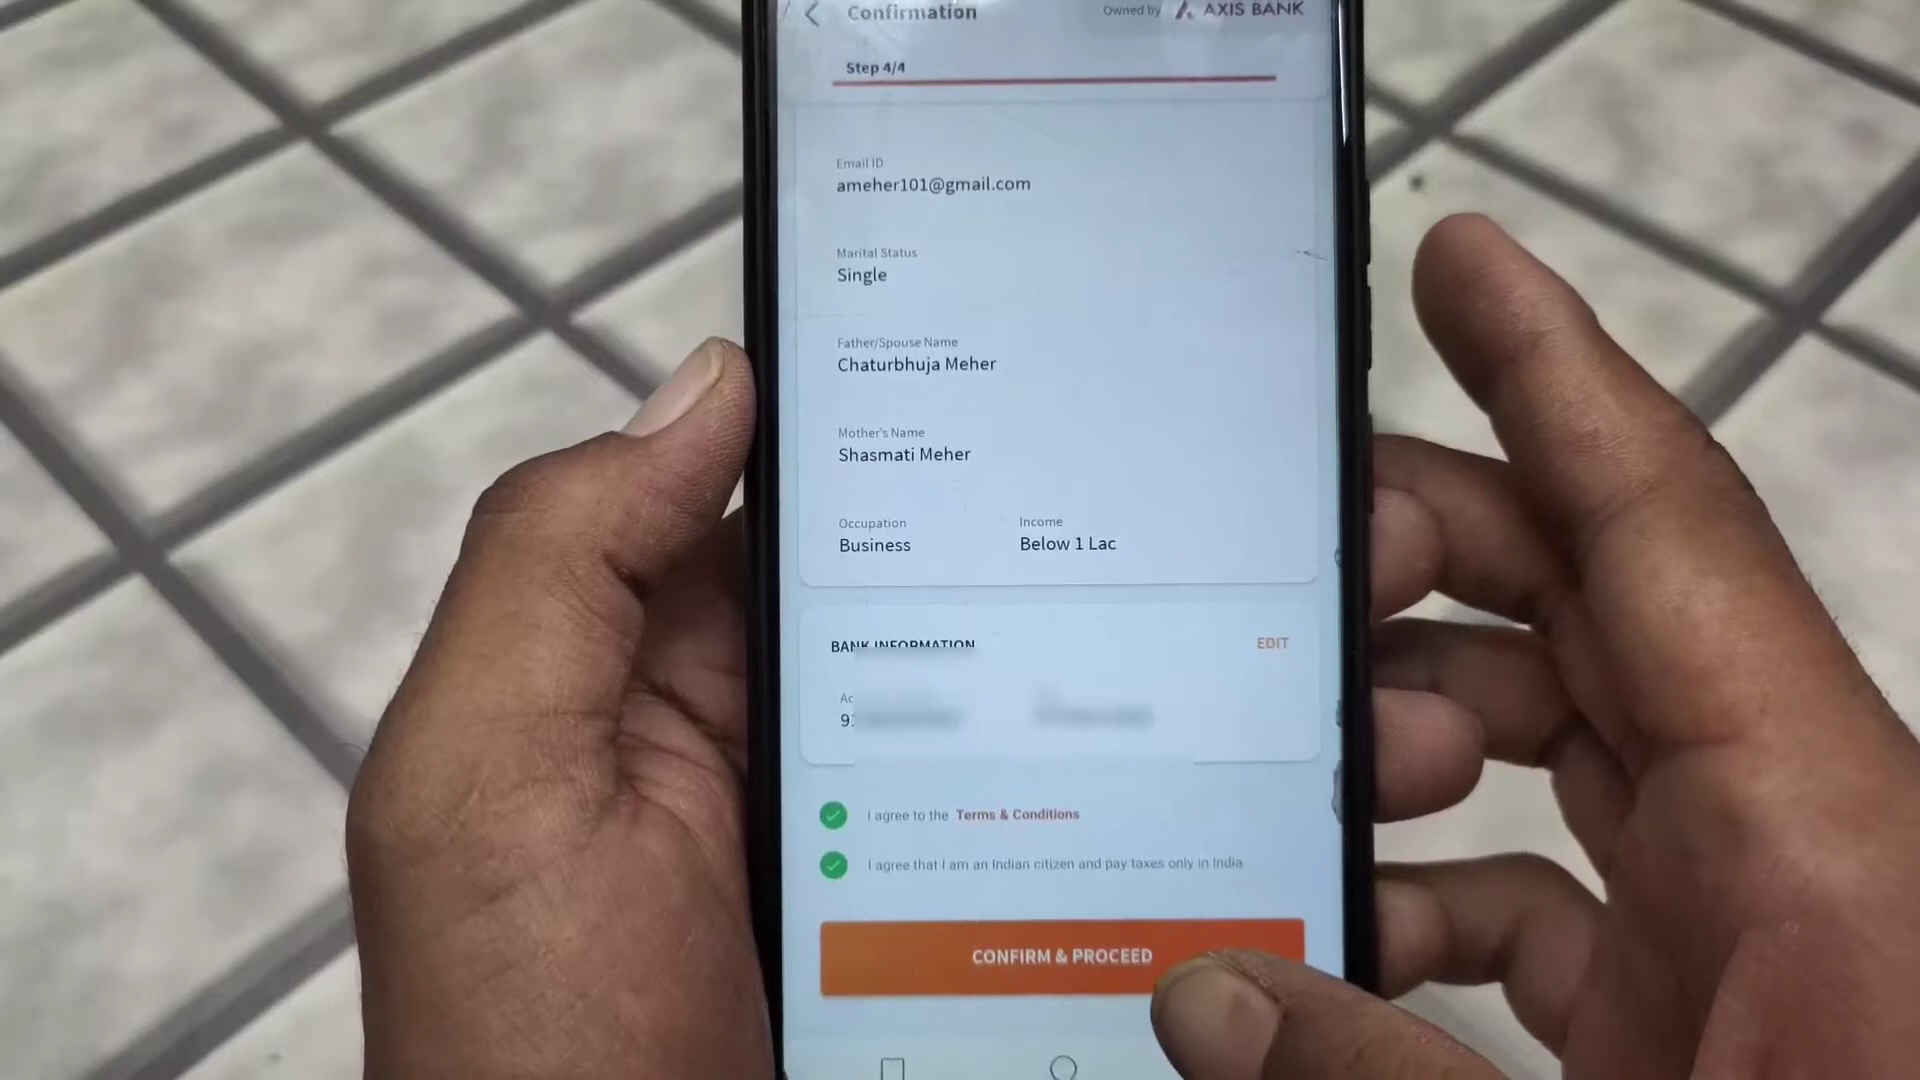 Confirmation
Owned by AXIS BANK
Step 4/4
Email ID
ameher101@gmail.com
Marital Status
Single
Father/Spouse Name
Chaturbhuja Meher
Mother's Name
Shasmati Meher
Occupation Income
Business Below 1 Lac
BANK INFORMATION EDIT
I agree to the Terms & Conditions
I agree that I am an Indian citizen and pay taxes only in India
CONFIRM & PROCEED